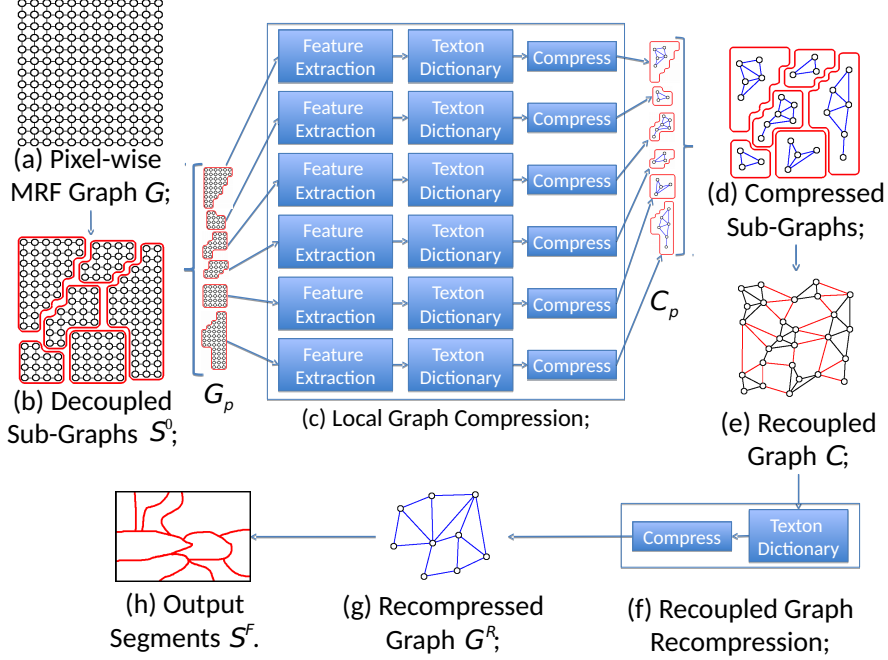 (a) Pixel-wise
MRF Graph G;
(b) Decoupled
Sub-Graphs S⁰;
G_p
Feature
Extraction
Texton
Dictionary
Compress
Feature
Extraction
Texton
Dictionary
Compress
Feature
Extraction
Texton
Dictionary
Compress
Feature
Extraction
Texton
Dictionary
Compress
Feature
Extraction
Texton
Dictionary
Compress
Feature
Extraction
Texton
Dictionary
Compress
(c) Local Graph Compression;
C_p
(d) Compressed
Sub-Graphs;
(e) Recoupled
Graph C;
Texton
Dictionary
Compress
(f) Recoupled Graph
Recompression;
(g) Recompressed
Graph Gᴿ;
(h) Output
Segments Sᶠ.